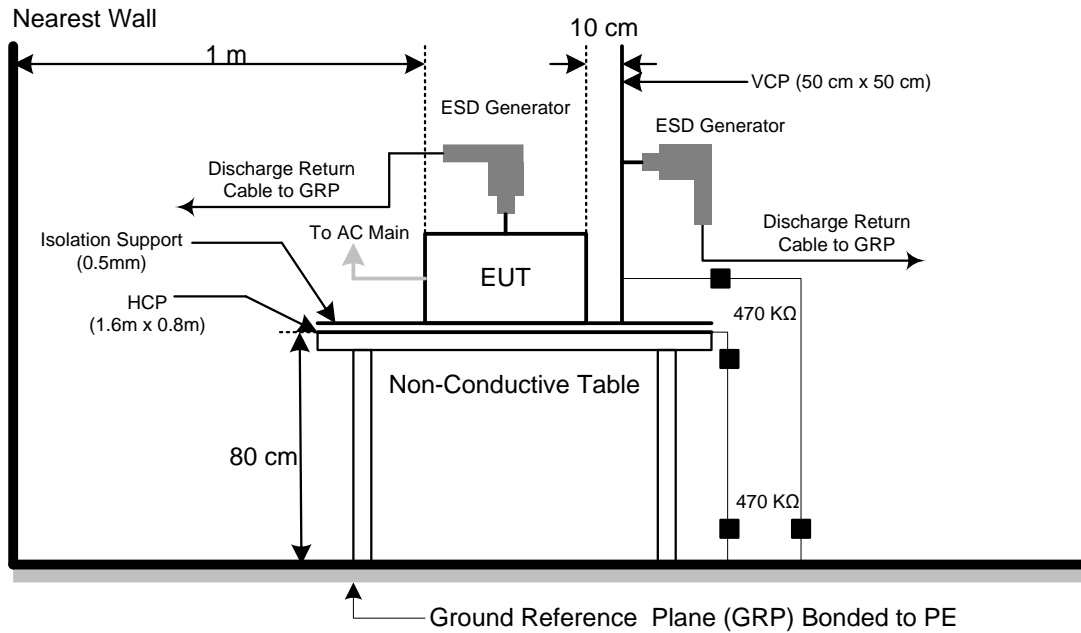 Nearest Wall
10 cm
1 m
VCP (50 cm x 50 cm)
ESD Generator
ESD Generator
Discharge Return
Cable to GRP
Discharge Return
Cable to GRP
To AC Main
Isolation Support
(0.5mm)
EUT
HCP
(1.6m x 0.8m)
470 KΩ
Non-Conductive Table
80 cm
470 KΩ
Ground Reference Plane (GRP) Bonded to PE